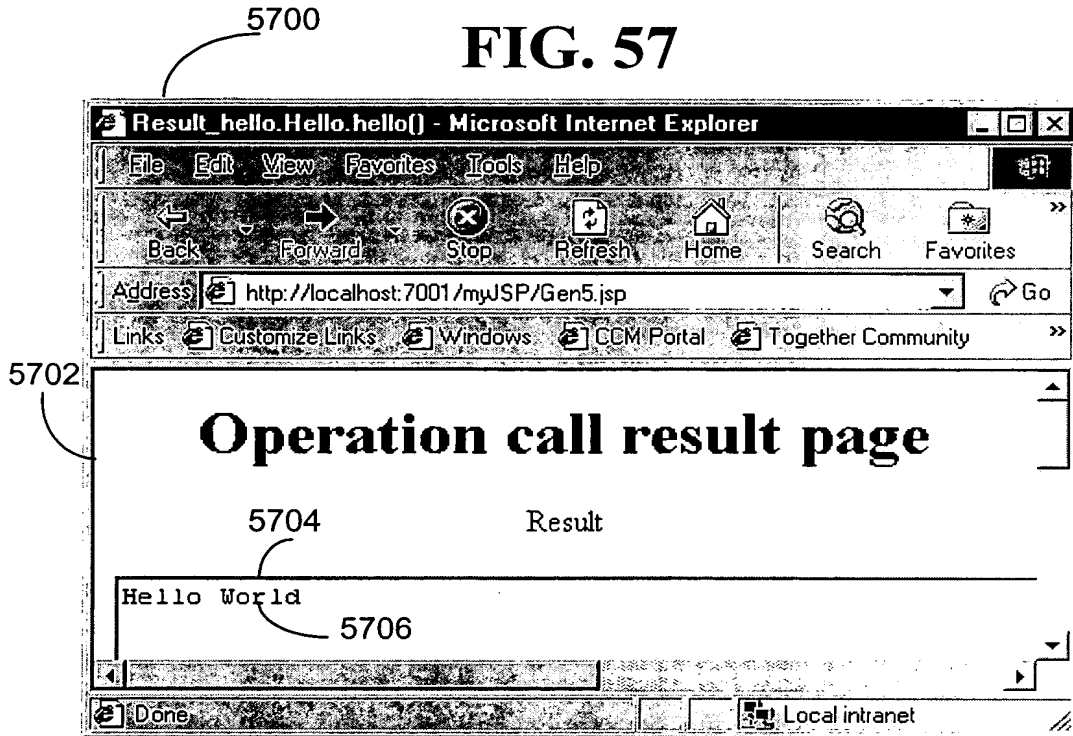 5700
FIG. 57
Result_hello.Hello.hello() - Microsoft Internet Explorer
File Edit View Favorites Tools Help
Back Forward Stop Refresh Home Search Favorites »
Address http://localhost:7001/myJSP/Gen5.jsp Go
Links Customize Links Windows CCM Portal Together Community »
5702
Operation call result page
5704 Result
Hello World
5706
Done Local intranet